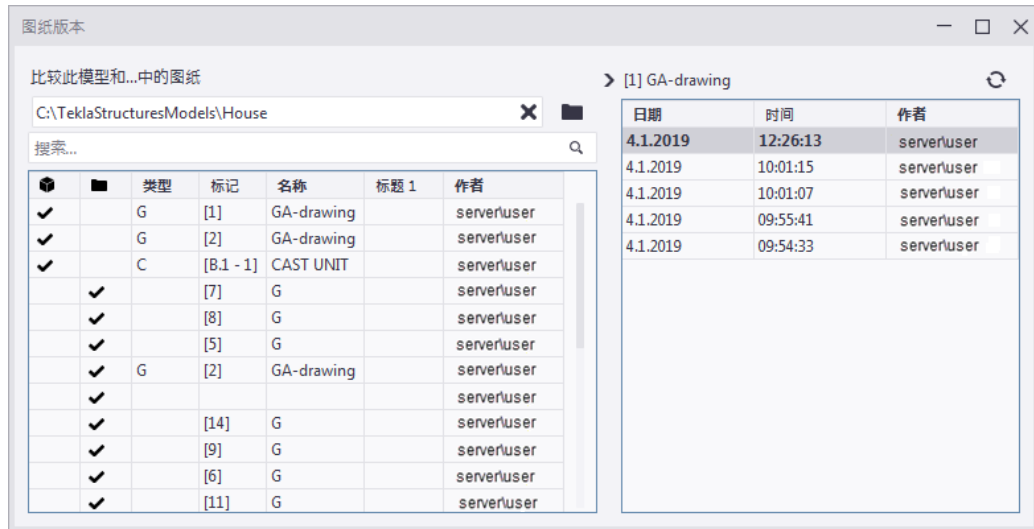 图纸版本
比较此模型和...中的图纸
C:\TeklaStructuresModels\House
搜索...
类型 标记 名称 标题 1 作者
G [1] GA-drawing server\user
G [2] GA-drawing server\user
C [B.1 - 1] CAST UNIT server\user
[7] G server\user
[8] G server\user
[5] G server\user
G [2] GA-drawing server\user
server\user
[14] G server\user
[9] G server\user
[6] G server\user
[11] G server\user
[1] GA-drawing
日期 时间 作者
4.1.2019 12:26:13 server\user
4.1.2019 10:01:15 server\user
4.1.2019 10:01:07 server\user
4.1.2019 09:55:41 server\user
4.1.2019 09:54:33 server\user